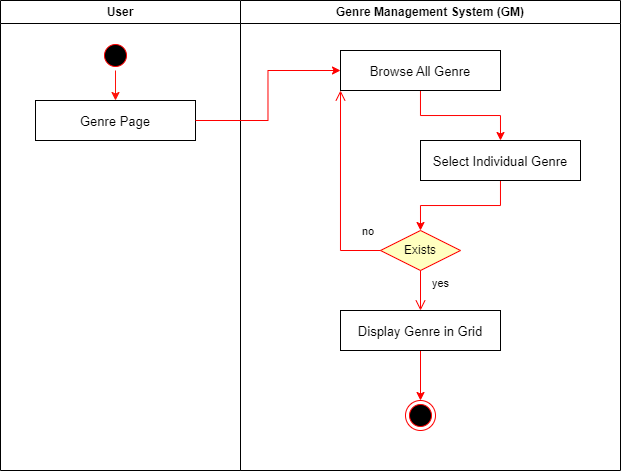 User
Genre Management System (GM)
Browse All Genre
Genre Page
Select Individual Genre
no
Exists
yes
Display Genre in Grid